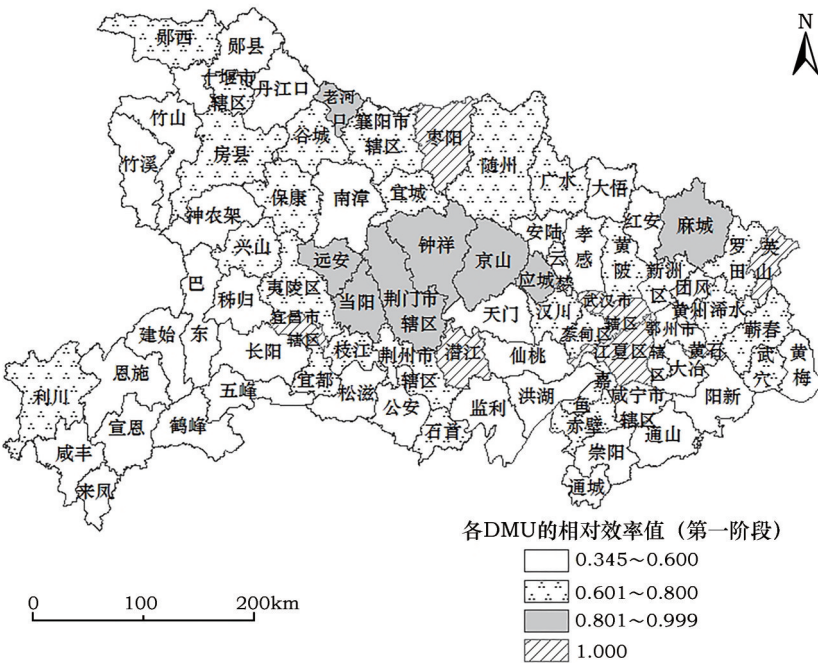 N
郧西
郧县
十堰市
辖区
丹江口
老河
口
竹山
竹溪
房县
谷城
襄阳市
辖区
枣阳
随州
广水
大悟
保康
南漳
宜城
神农架
兴山
钟祥
京山
安陆
孝
感
云
梦
红安
黄
陂
麻城
罗
田
英
山
远安
当阳
荆门市
辖区
应城
巴
东
秭归
夷陵区
宜昌市
辖区
天门
汉川
武汉市
辖区
新洲
区
团风
黄州
浠水
鄂州市
辖
区
蕲春
建始
长阳
枝江
荆州市
辖区
潜江
仙桃
江夏区
黄石
大冶
武
穴
黄
梅
恩施
利川
五峰
宜都
松滋
公安
监利
洪湖
嘉
鱼
咸宁市
辖区
阳新
宣恩
鹤峰
石首
赤壁
通山
咸丰
崇阳
来凤
通城
各DMU的相对效率值（第一阶段）
0.345～0.600
0.601～0.800
0.801～0.999
1.000
0 100 200km